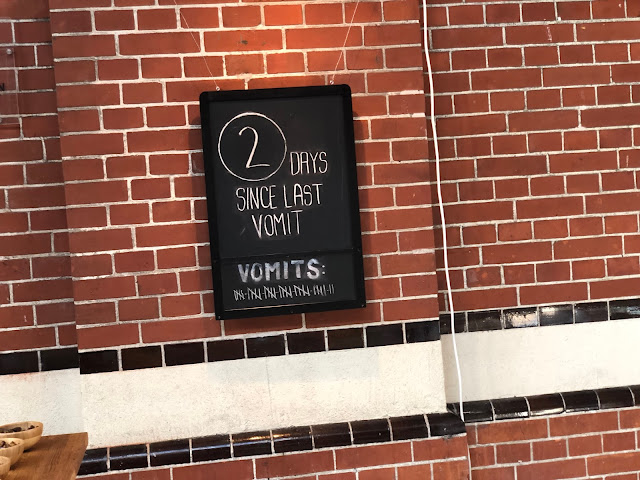 2 DAYS
SINCE LAST
VOMIT
VOMITS: